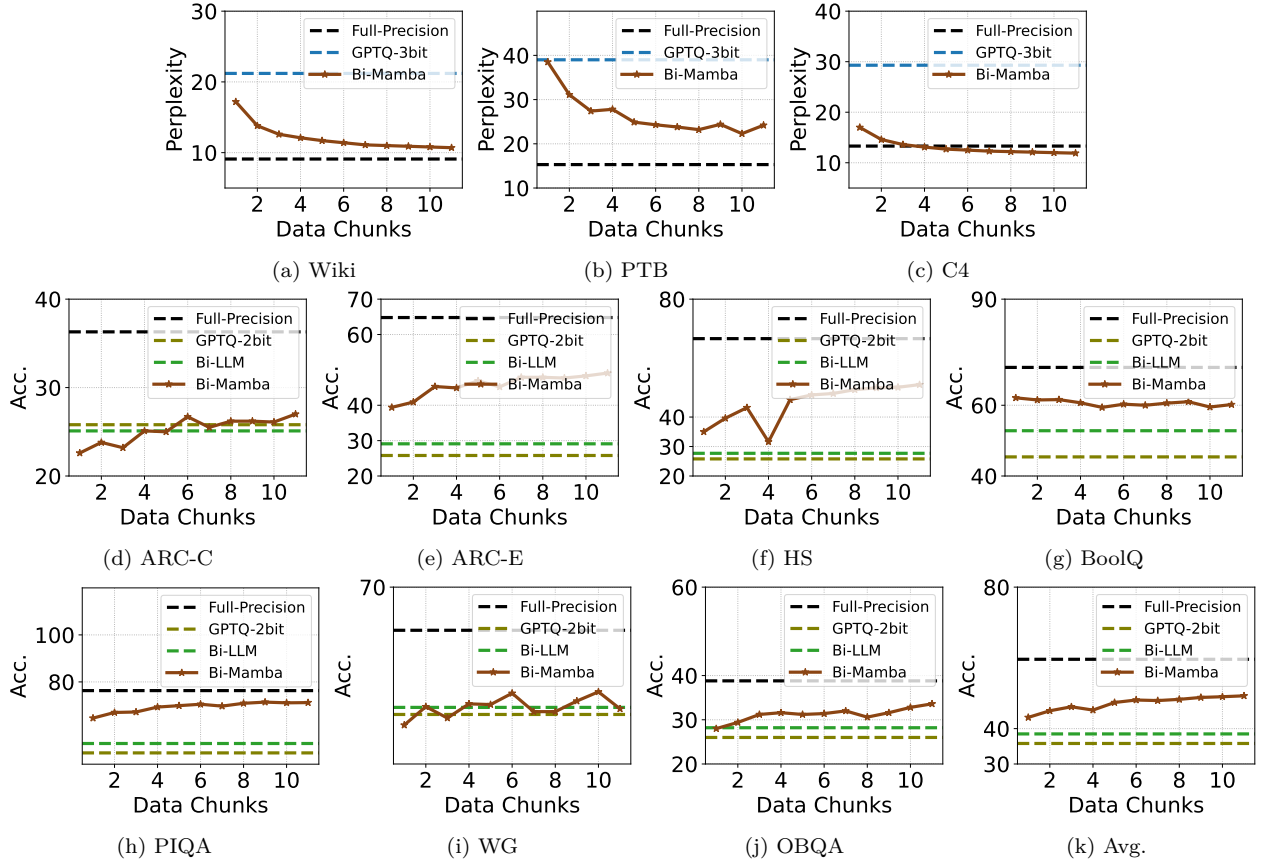 30
20
10
Perplexity
Full-Precision
GPTQ-3bit
Bi-Mamba
2 4 6 8 10
Data Chunks
(a) Wiki
40
30
20
10
Perplexity
Full-Precision
GPTQ-3bit
Bi-Mamba
2 4 6 8 10
Data Chunks
(b) PTB
40
30
20
10
Perplexity
Full-Precision
GPTQ-3bit
Bi-Mamba
2 4 6 8 10
Data Chunks
(c) C4
40
30
20
Acc.
Full-Precision
GPTQ-2bit
Bi-LLM
Bi-Mamba
2 4 6 8 10
Data Chunks
(d) ARC-C
70
60
50
40
30
20
Acc.
Full-Precision
GPTQ-2bit
Bi-LLM
Bi-Mamba
2 4 6 8 10
Data Chunks
(e) ARC-E
80
40
30
20
Acc.
Full-Precision
GPTQ-2bit
Bi-LLM
Bi-Mamba
2 4 6 8 10
Data Chunks
(f) HS
90
60
40
Acc.
Full-Precision
GPTQ-2bit
Bi-LLM
Bi-Mamba
2 4 6 8 10
Data Chunks
(g) BoolQ
100
80
Acc.
Full-Precision
GPTQ-2bit
Bi-LLM
Bi-Mamba
2 4 6 8 10
Data Chunks
(h) PIQA
70
Acc.
Full-Precision
GPTQ-2bit
Bi-LLM
Bi-Mamba
2 4 6 8 10
Data Chunks
(i) WG
60
40
30
20
Acc.
Full-Precision
GPTQ-2bit
Bi-LLM
Bi-Mamba
2 4 6 8 10
Data Chunks
(j) OBQA
80
40
30
Acc.
Full-Precision
GPTQ-2bit
Bi-LLM
Bi-Mamba
2 4 6 8 10
Data Chunks
(k) Avg.